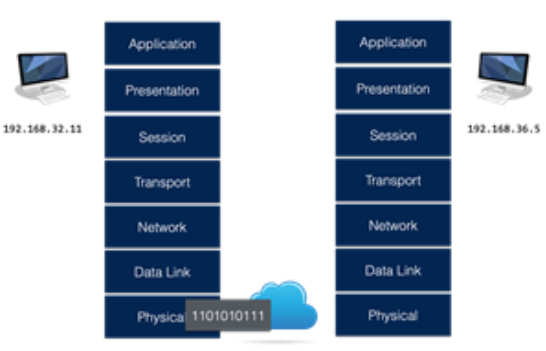 Application
Presentation
Session
Transport
Network
Data Link
Physica
192.168.32.11
1101010111
Application
Presentation
Session
Transport
Network
Data Link
Physical
192.168.36.5